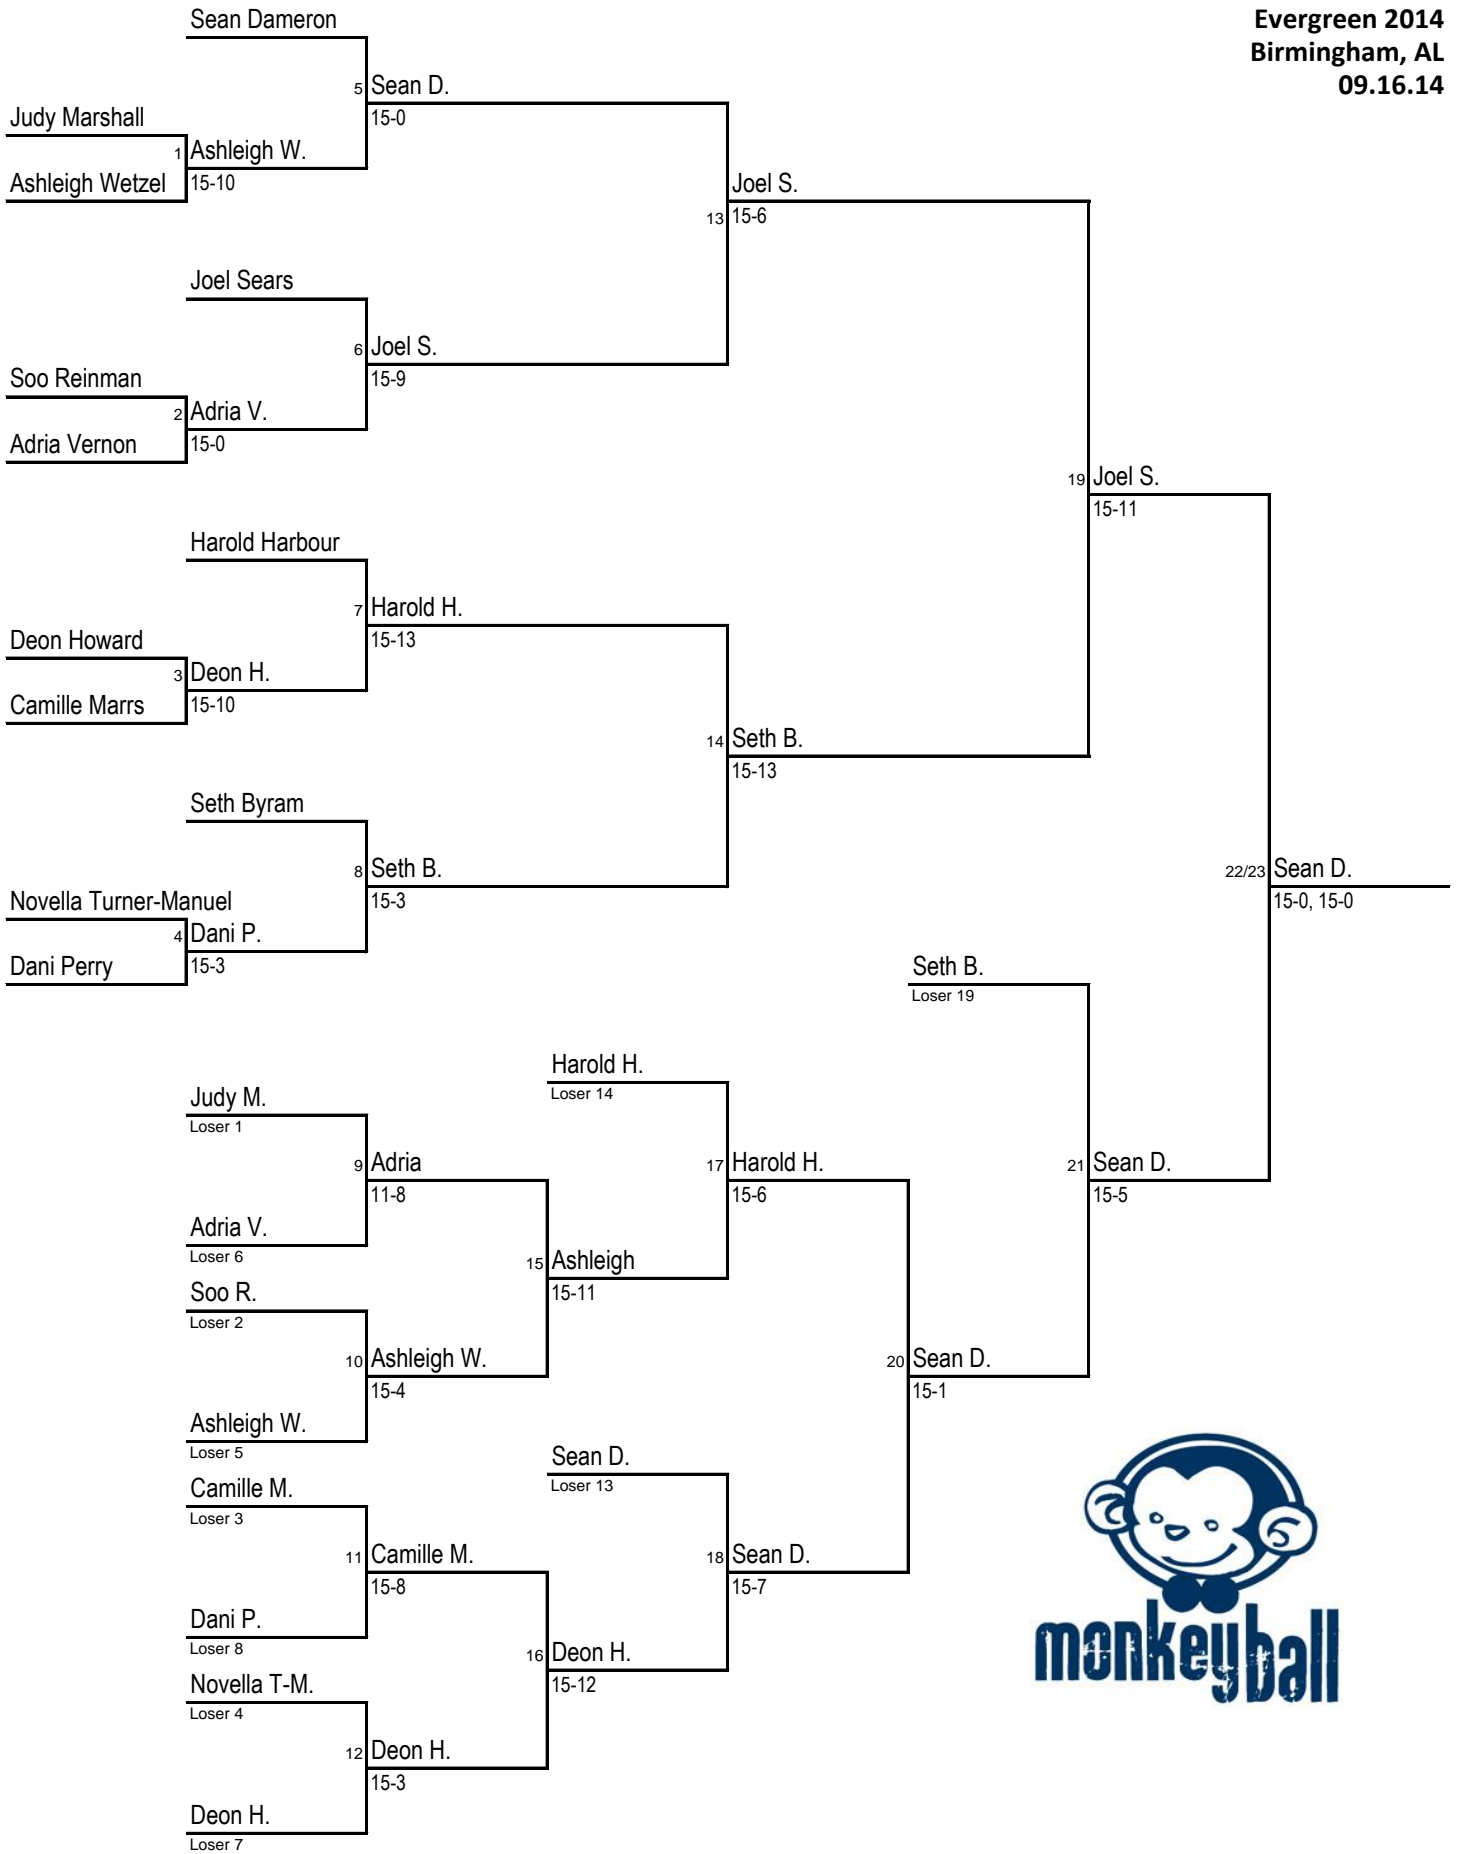 Evergreen 2014
Birmingham, AL
09.16.14
Sean Dameron
5 Sean D.
15-0
Judy Marshall
1 Ashleigh W.
Ashleigh Wetzel
15-10
Joel S.
13 15-6
Joel Sears
6 Joel S.
15-9
Soo Reinman
2 Adria V.
Adria Vernon
15-0
19 Joel S.
15-11
Harold Harbour
7 Harold H.
15-13
Deon Howard
3 Deon H.
Camille Marrs
15-10
14 Seth B.
15-13
Seth Byram
8 Seth B.
15-3
22/23 Sean D.
15-0, 15-0
Novella Turner-Manuel
4 Dani P.
Dani Perry
15-3
Seth B.
Loser 19
Harold H.
Loser 14
Judy M.
Loser 1
9 Adria
11-8
17 Harold H.
15-6
21 Sean D.
15-5
Adria V.
Loser 6
15 Ashleigh
15-11
Soo R.
Loser 2
10 Ashleigh W.
15-4
20 Sean D.
15-1
Ashleigh W.
Loser 5
Sean D.
Loser 13
Camille M.
Loser 3
11 Camille M.
15-8
18 Sean D.
15-7
Dani P.
Loser 8
16 Deon H.
15-12
Novella T-M.
Loser 4
12 Deon H.
15-3
Deon H.
Loser 7
monkeyball